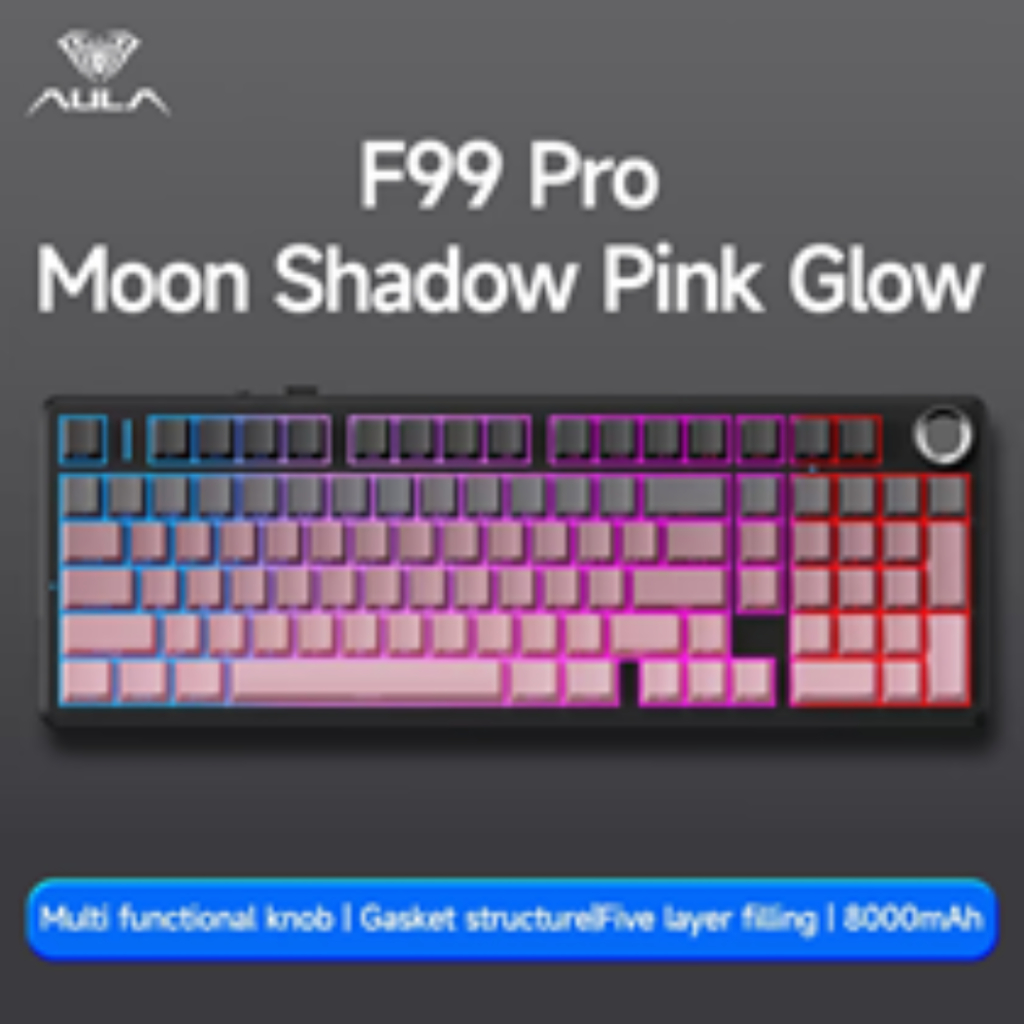 AULA
F99 Pro
Moon Shadow Pink Glow
Multi functional knob | Gasket structure|Five layer filling | 8000mAh